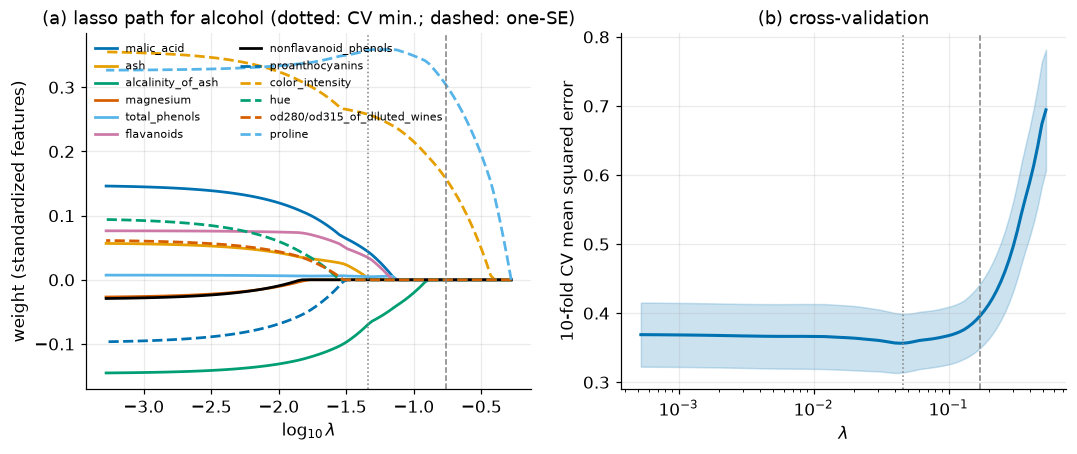 (a) lasso path for alcohol (dotted: CV min.; dashed: one-SE)
malic_acid
ash
alcalinity_of_ash
magnesium
total_phenols
flavanoids
nonflavanoid_phenols
proanthocyanins
color_intensity
hue
od280/od315_of_diluted_wines
proline
weight (standardized features)
0.3
0.2
0.1
0.0
−0.1
−3.0 −2.5 −2.0 −1.5 −1.0 −0.5
log₁₀ λ
(b) cross-validation
10-fold CV mean squared error
0.8
0.7
0.6
0.5
0.4
0.3
10⁻³ 10⁻² 10⁻¹
λ